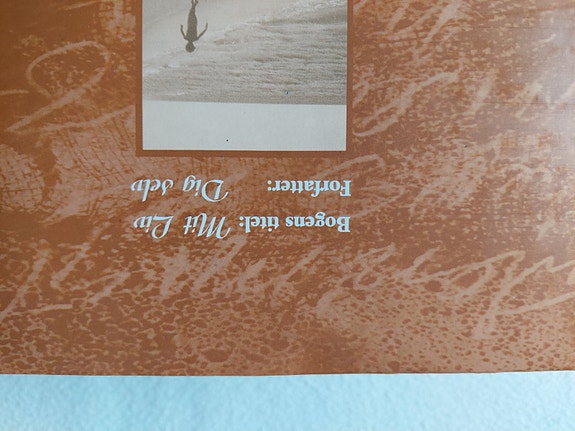 Bogens titel: Mit Liv
Forfatter: Dig selv